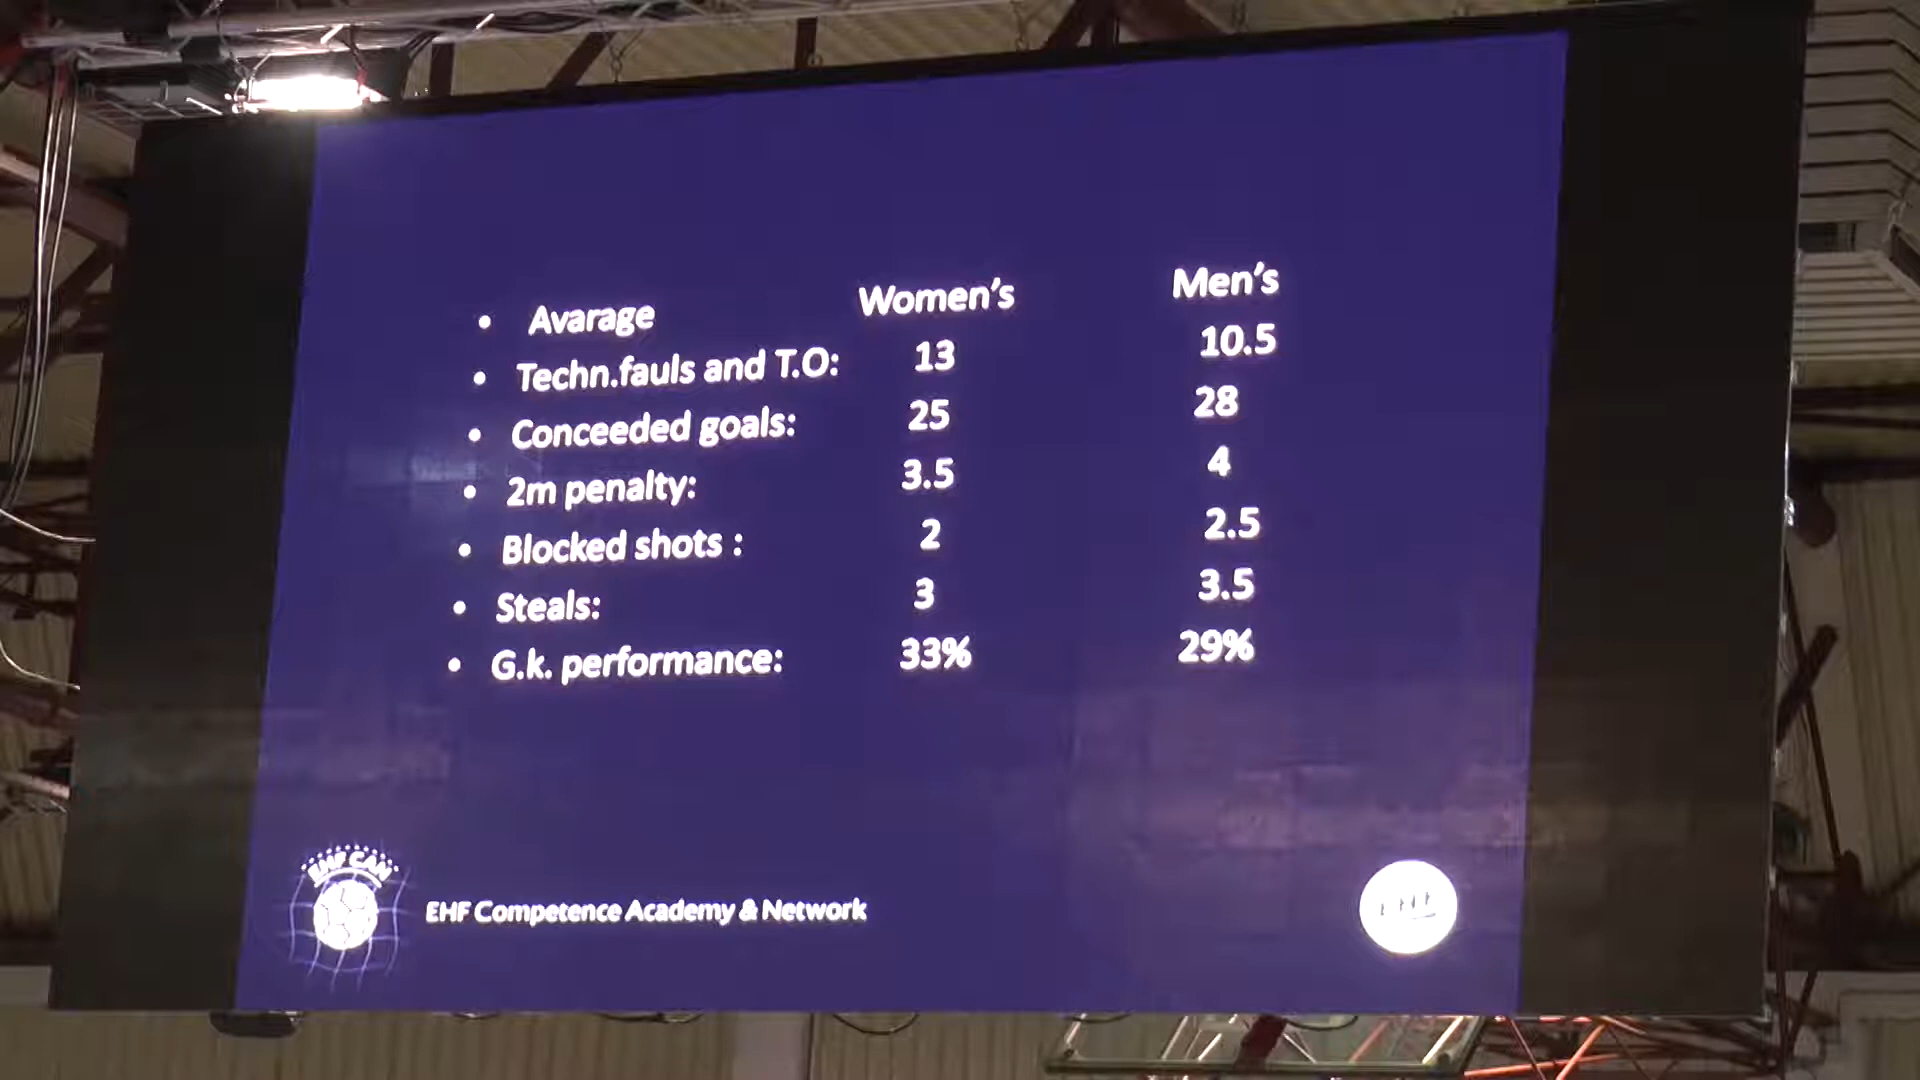 Avarage Women's Men's
Techn.fauls and T.O: 13 10.5
Conceeded goals: 25 28
2m penalty: 3.5 4
Blocked shots : 2 2.5
Steals: 3 3.5
G.k. performance: 33% 29%
EHF CAN
EHF Competence Academy & Network
EHF